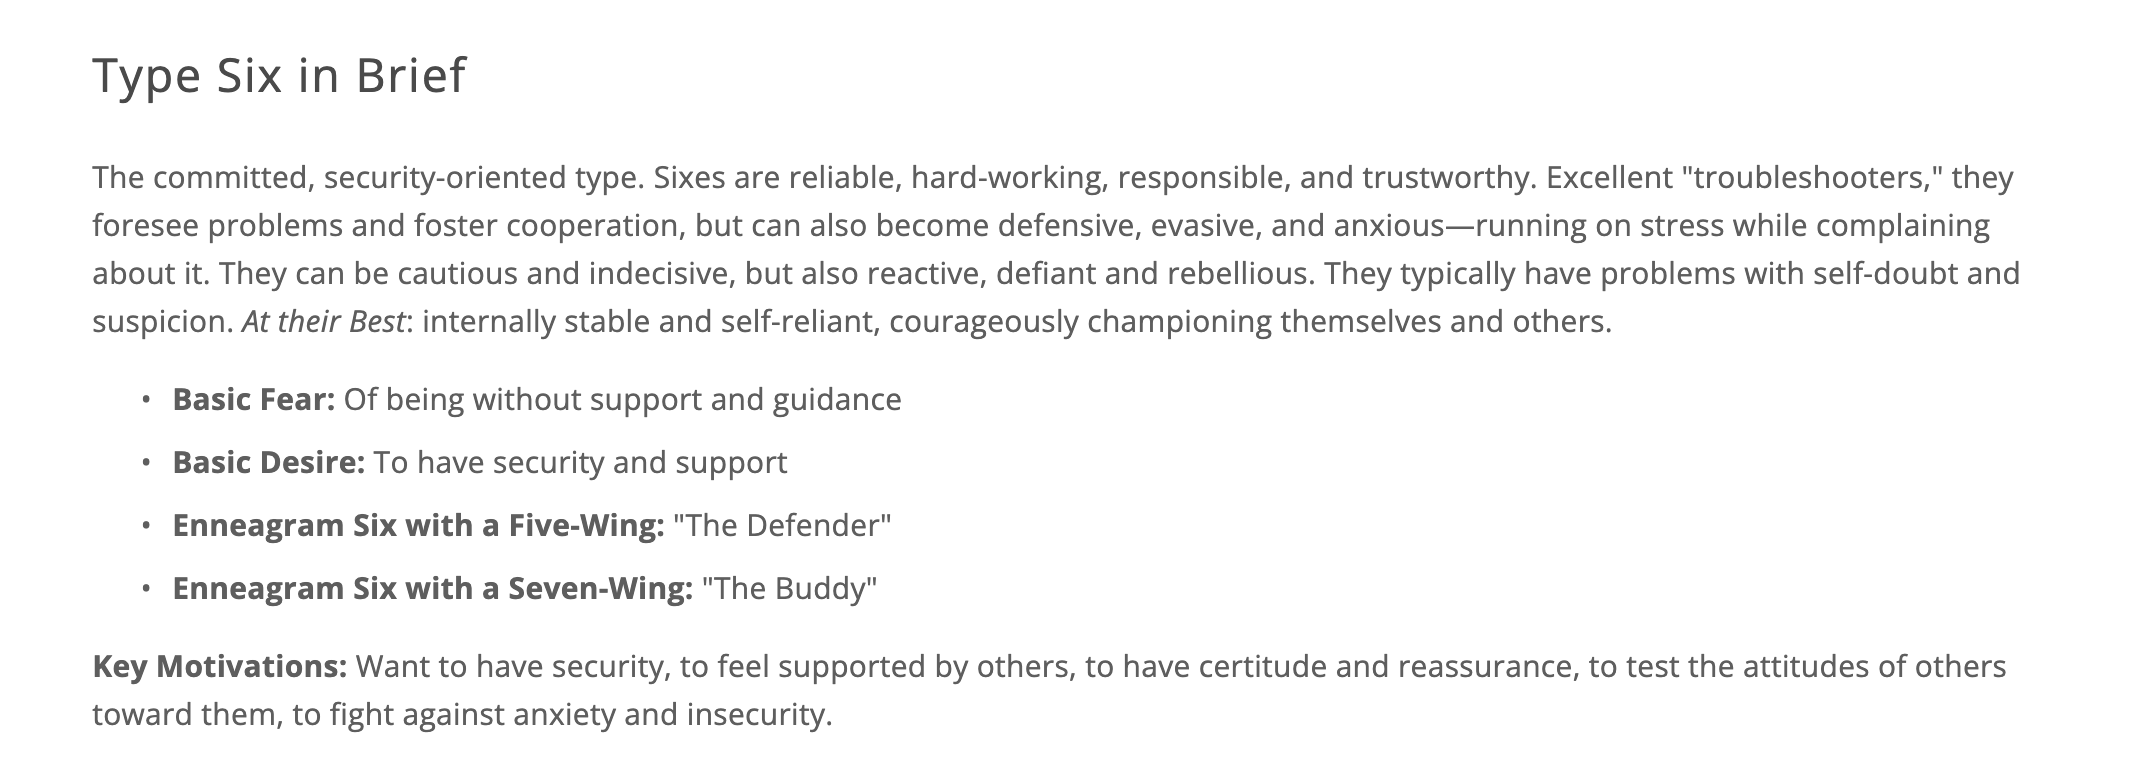 Type Six in Brief
The committed, security-oriented type. Sixes are reliable, hard-working, responsible, and trustworthy. Excellent "troubleshooters," they
foresee problems and foster cooperation, but can also become defensive, evasive, and anxious—running on stress while complaining
about it. They can be cautious and indecisive, but also reactive, defiant and rebellious. They typically have problems with self-doubt and
suspicion. At their Best: internally stable and self-reliant, courageously championing themselves and others.
• Basic Fear: Of being without support and guidance
• Basic Desire: To have security and support
• Enneagram Six with a Five-Wing: "The Defender"
• Enneagram Six with a Seven-Wing: "The Buddy"
Key Motivations: Want to have security, to feel supported by others, to have certitude and reassurance, to test the attitudes of others
toward them, to fight against anxiety and insecurity.